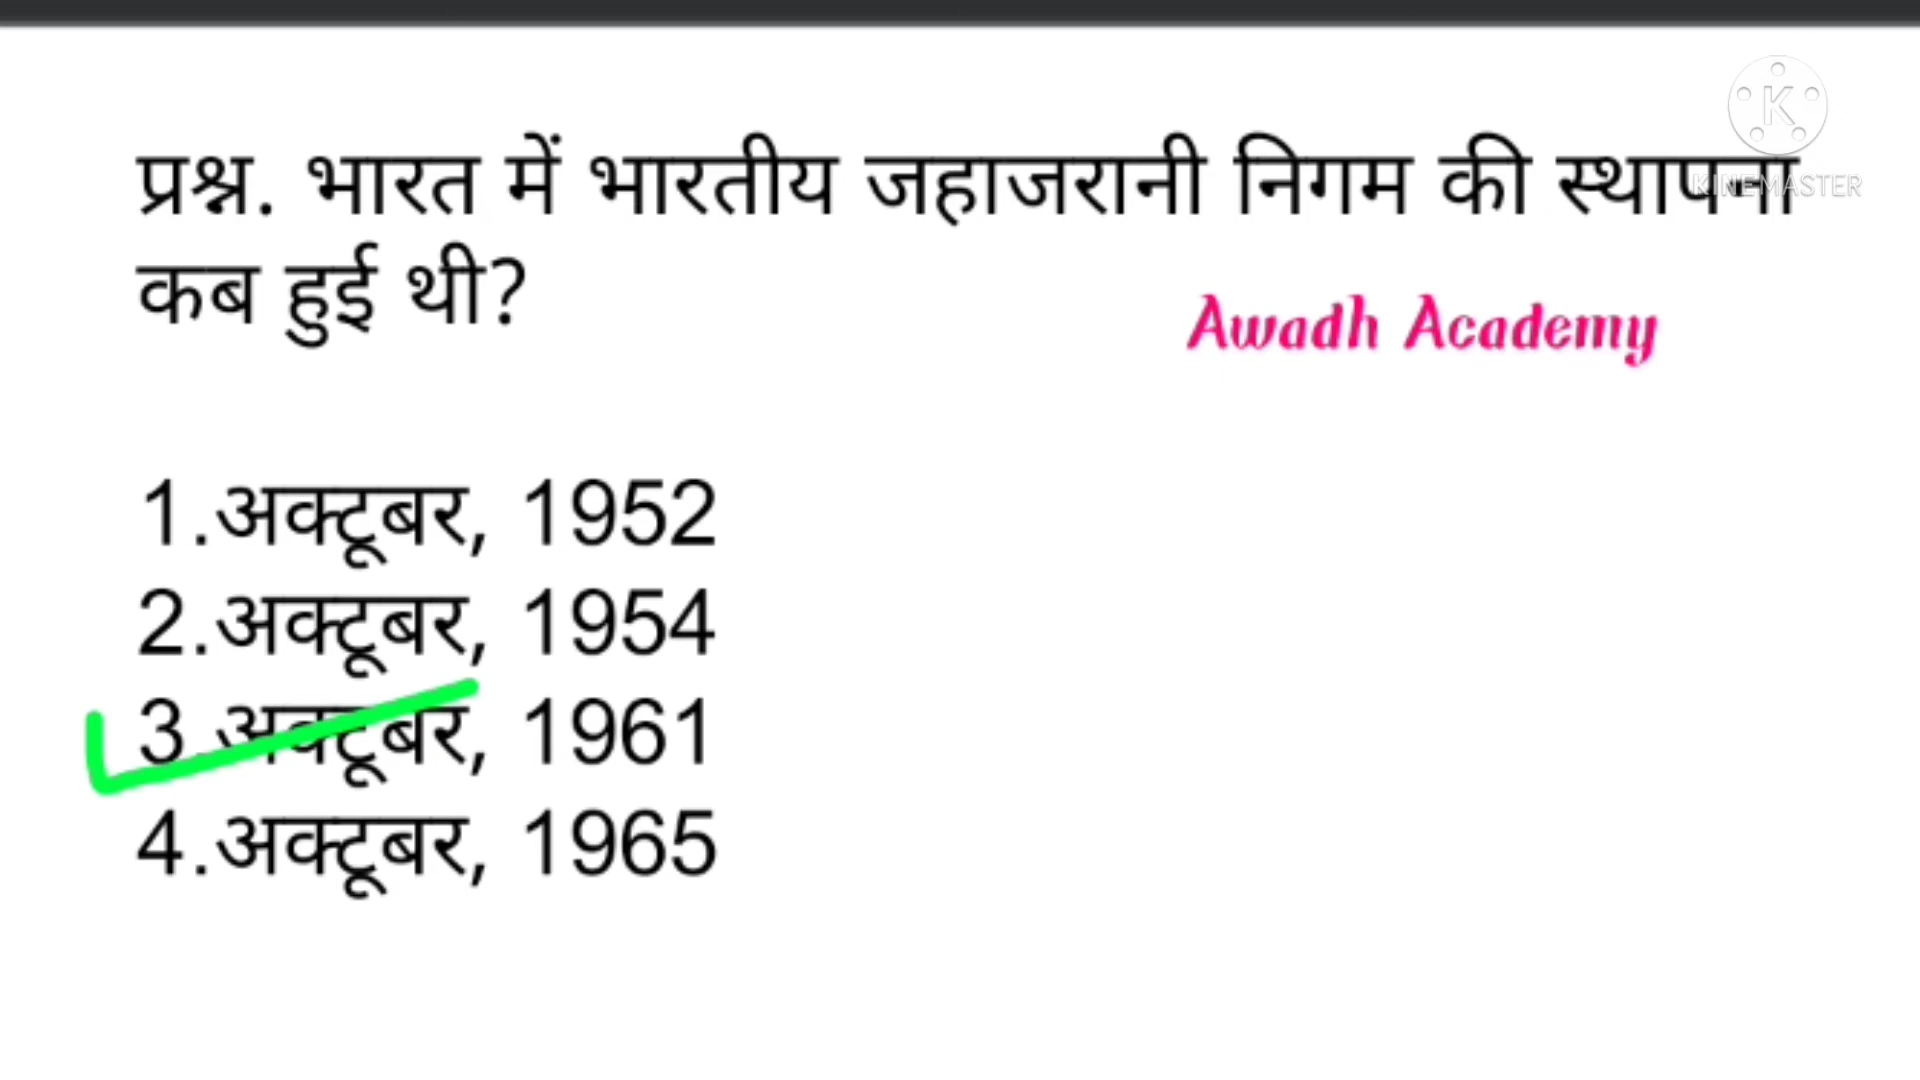 K
KINEMASTER
प्रश्न. भारत में भारतीय जहाजरानी निगम की स्थापना
कब हुई थी?
Awadh Academy
1.अक्टूबर, 1952
2.अक्टूबर, 1954
3.अक्टूबर, 1961
4.अक्टूबर, 1965